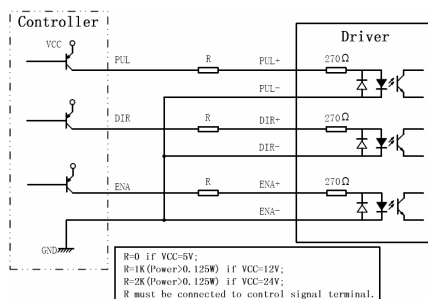 Controller
Driver
VCC
PUL
R
PUL+
270Ω
PUL-
DIR
R
DIR+
270Ω
DIR-
ENA
R
ENA+
270Ω
ENA-
GND
R=0 if VCC=5V;
R=1K(Power>0.125W) if VCC=12V;
R=2K(Power>0.125W) if VCC=24V;
R must be connected to control signal terminal.